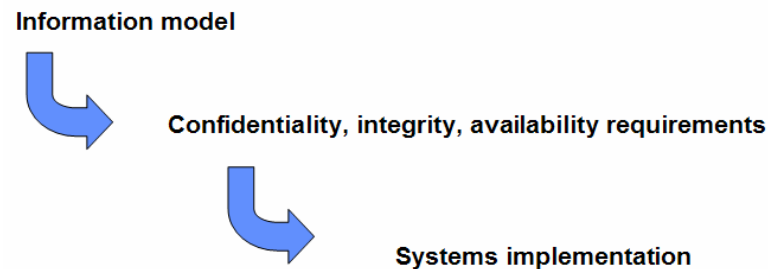 Information model
Confidentiality, integrity, availability requirements
Systems implementation